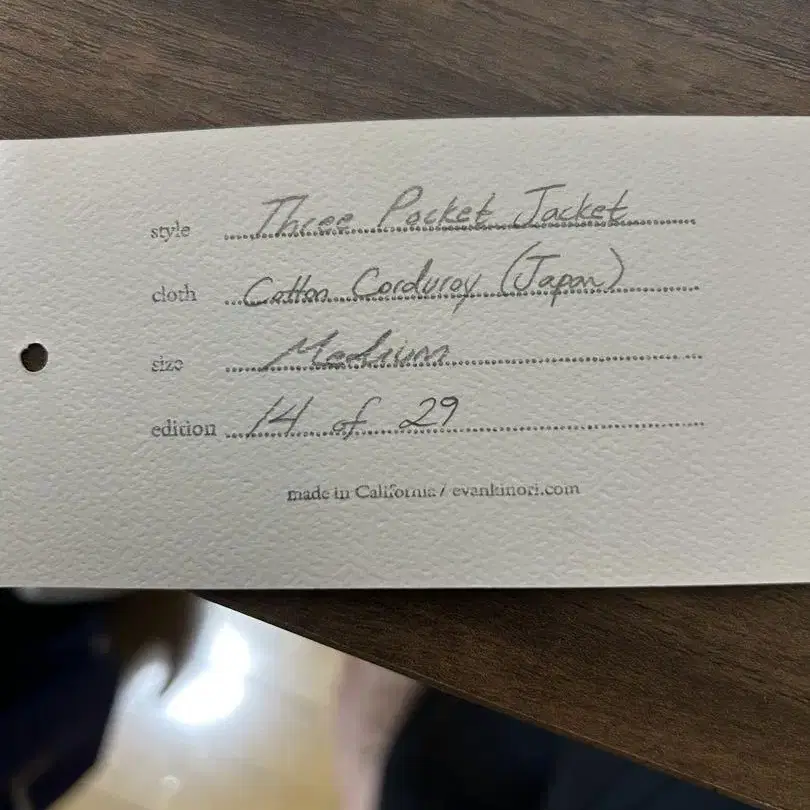 style Three Pocket Jacket
cloth Cotton Corduroy (Japan)
size Medium
edition 14 of 29
made in California / evankinori.com